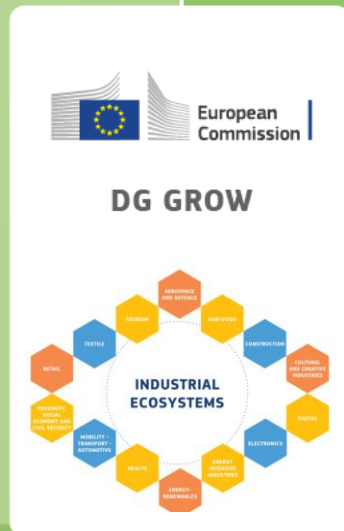 European
Commission
DG GROW
AEROSPACE
AND DEFENCE
TOURISM
AGRI-FOOD
TEXTILE
CONSTRUCTION
RETAIL
CULTURAL
AND CREATIVE
INDUSTRIES
INDUSTRIAL
ECOSYSTEMS
PROXIMITY,
SOCIAL
ECONOMY AND
CIVIL SECURITY
DIGITAL
MOBILITY -
TRANSPORT -
AUTOMOTIVE
ELECTRONICS
HEALTH
ENERGY
INTENSIVE
INDUSTRIES
ENERGY-
RENEWABLES